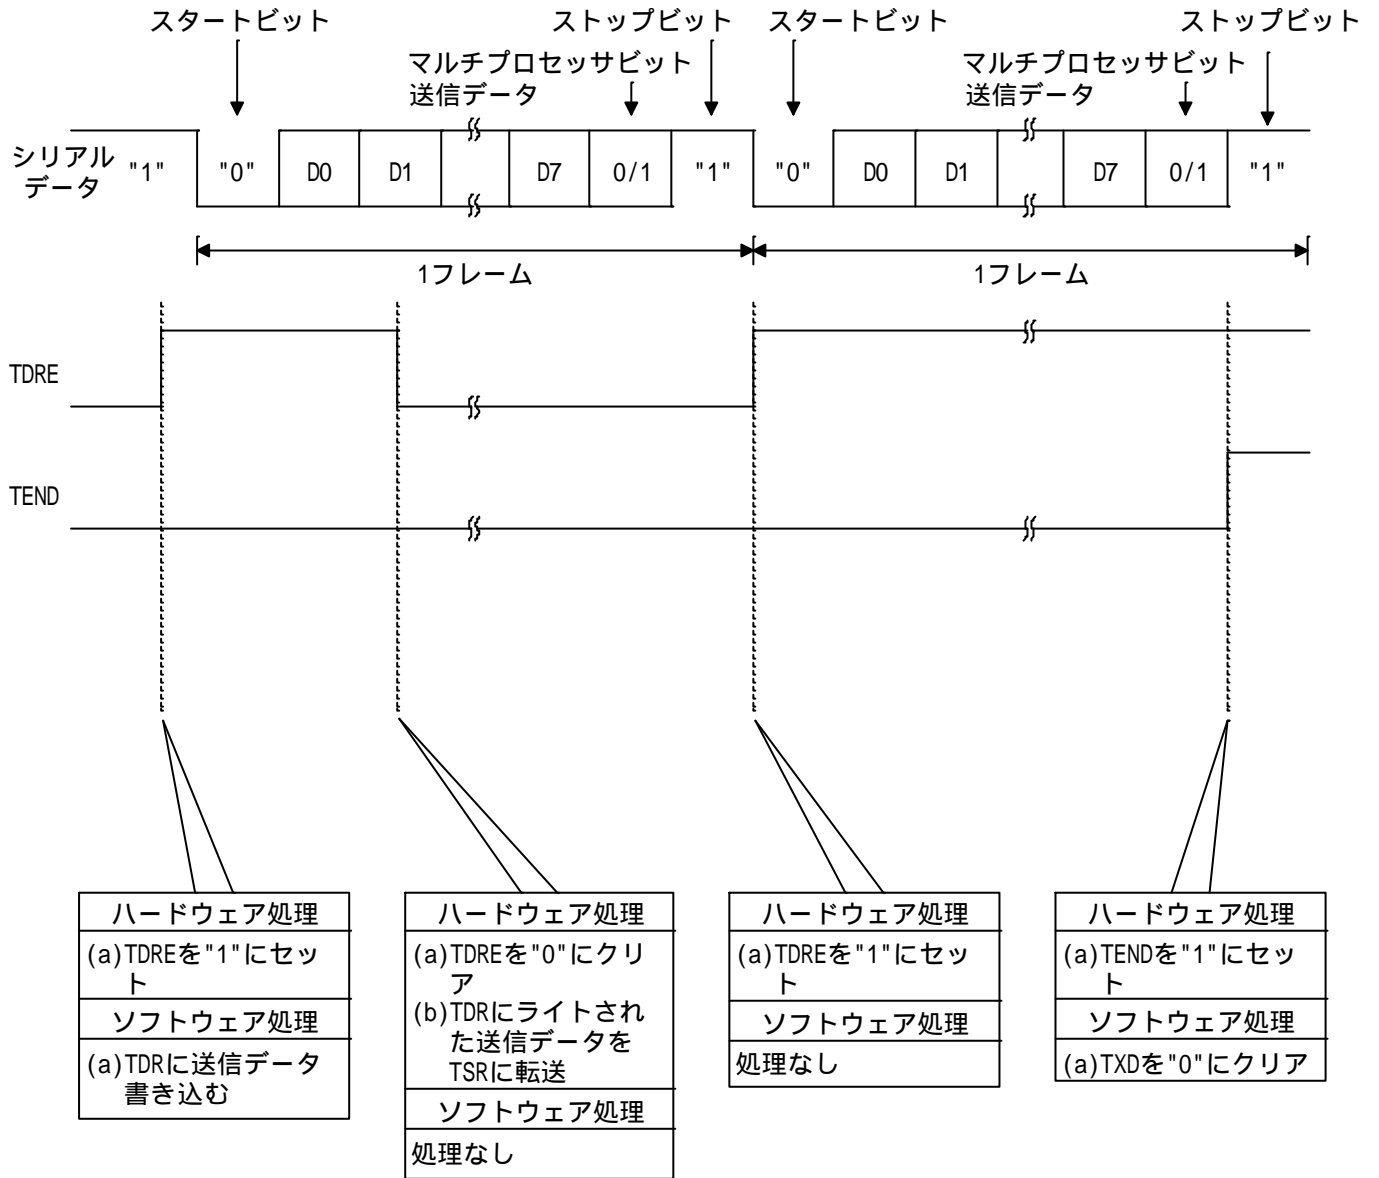 スタートビット
ストップビット
スタートビット
ストップビット
マルチプロセッサビット
送信データ
マルチプロセッサビット
送信データ
シリアル
データ
"1" "0" D0 D1 D7 0/1 "1" "0" D0 D1 D7 0/1 "1"
1フレーム
1フレーム
TDRE
TEND
ハードウェア処理
(a)TDREを"1"にセッ
ト
ソフトウェア処理
(a)TDRに送信データ
書き込む
ハードウェア処理
(a)TDREを"0"にクリ
ア
(b)TDRにライトされ
た送信データを
TSRに転送
ソフトウェア処理
処理なし
ハードウェア処理
(a)TDREを"1"にセッ
ト
ソフトウェア処理
処理なし
ハードウェア処理
(a)TENDを"1"にセッ
ト
ソフトウェア処理
(a)TXDを"0"にクリア